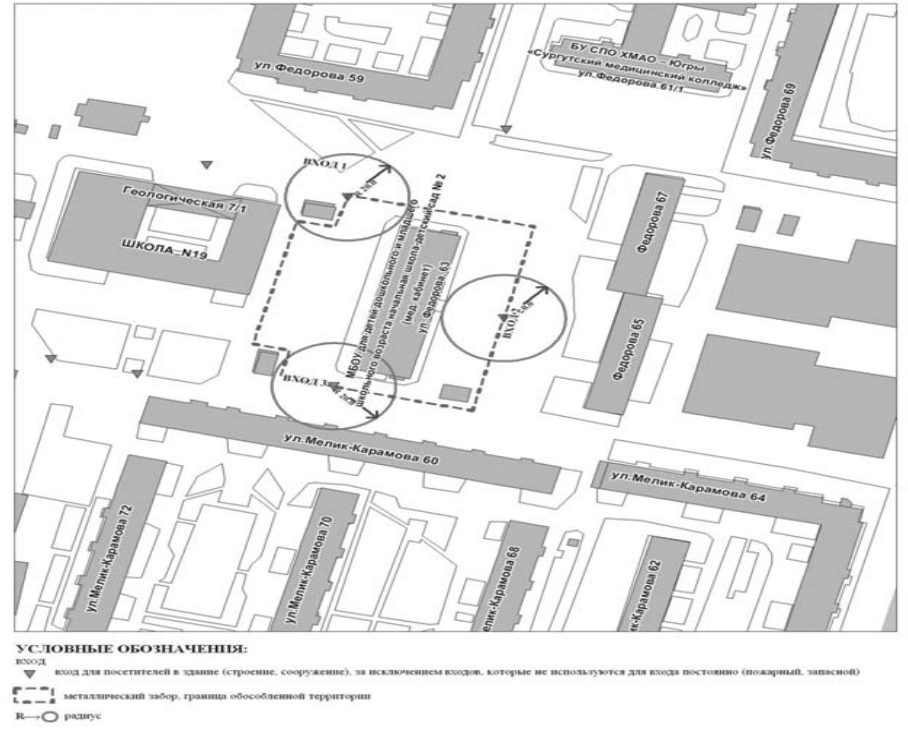 ул.Федорова 59
БУ СПО ХМАО – Югры
«Сургутский медицинский колледж»
ул.Федорова.61/1
ул.Федорова 69
ВХОД 1
Геологическая 7/1
ШКОЛА-N19
МБОУ для детей дошкольного и младшего
школьного возраста начальная школа-детский сад № 2
(мед. кабинет)
ул. Федорова 63
Федорова 67
ВХОД 2
Федорова 65
ВХОД 3
ул.Мелик-Карамова 60
ул.Мелик-Карамова 64
ул.Мелик-Карамова 72
ул.Мелик-Карамова 70
Мелик-Карамова 68
Мелик-Карамова 62
УСЛОВНЫЕ ОБОЗНАЧЕНИЯ:
ВХОД
вход для посетителей в здание (строение, сооружение), за исключением входов, которые не используются для входа постоянно (пожарный, запасной)
металлический забор, граница обособленной территории
R
радиус